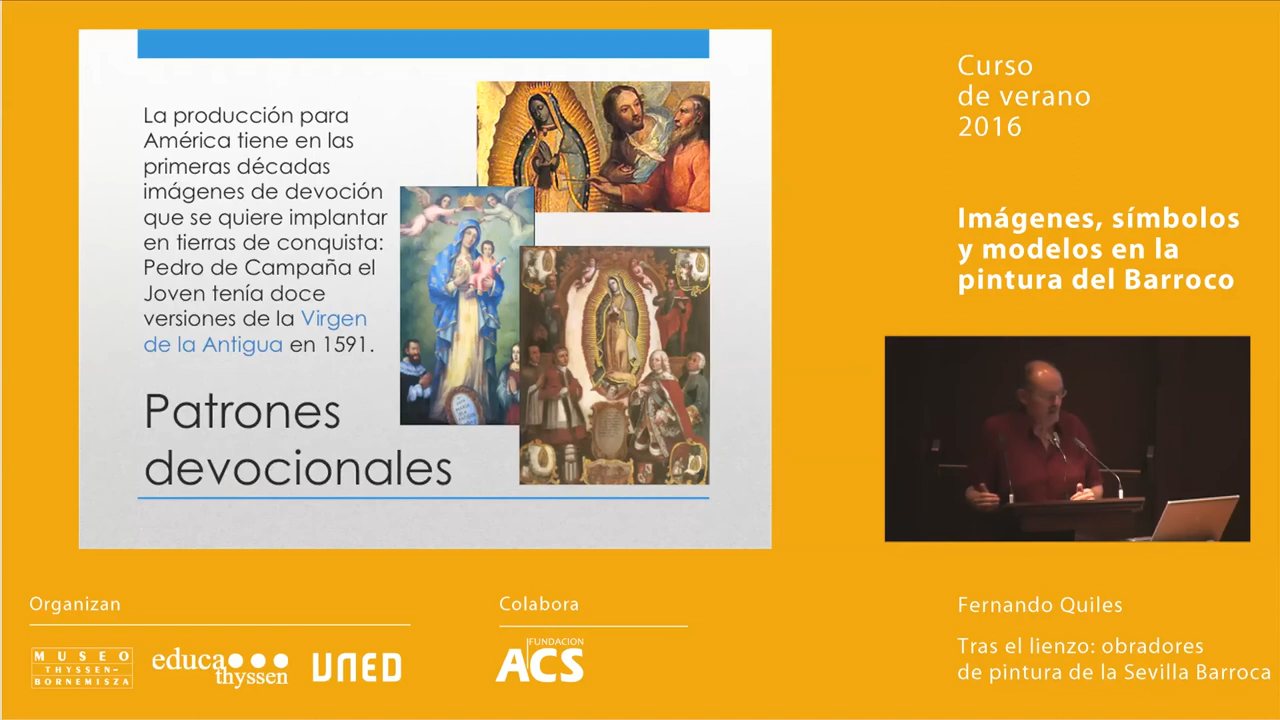 La producción para
América tiene en las
primeras décadas
imágenes de devoción
que se quiere implantar
en tierras de conquista:
Pedro de Campaña el
Joven tenía doce
versiones de la Virgen
de la Antigua en 1591.
Patrones
devocionales
Curso
de verano
2016
Imágenes, símbolos
y modelos en la
pintura del Barroco
Organizan
MUSEO
THYSSEN-
BORNEMISZA
educa
thyssen
UNED
Colabora
FUNDACION
ACS
Fernando Quiles
Tras el lienzo: obradores
de pintura de la Sevilla Barroca